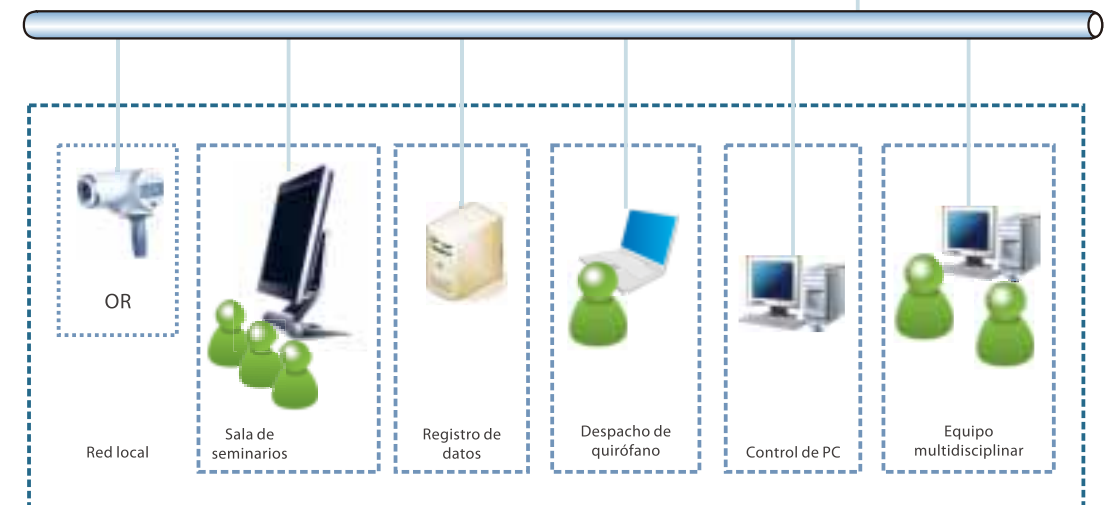 OR
Red local
Sala de
seminarios
Registro de
datos
Despacho de
quirófano
Control de PC
Equipo
multidisciplinar